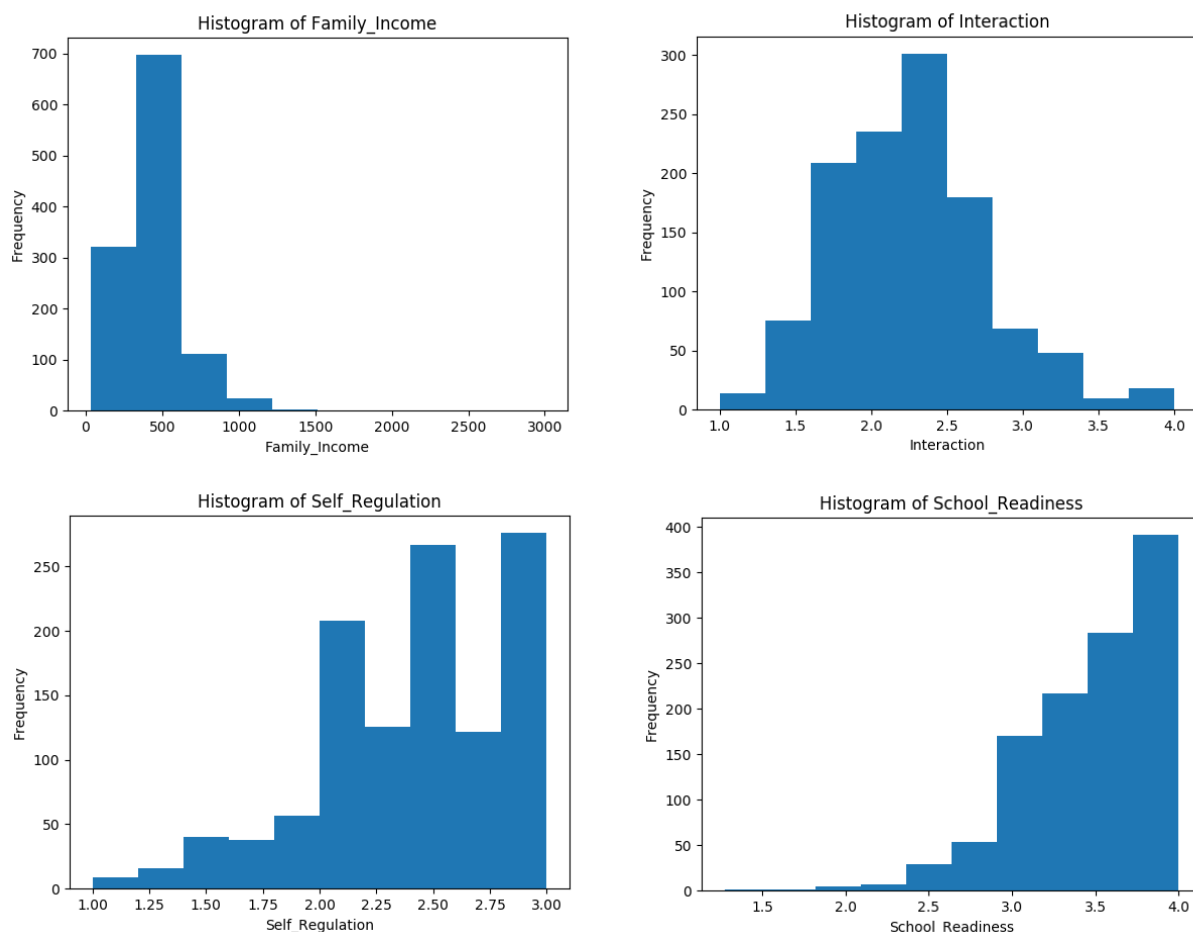 Histogram of Family_Income
700
600
500
400
300
200
100
0
Frequency
0 500 1000 1500 2000 2500 3000
Family_Income
Histogram of Interaction
300
250
200
150
100
50
0
Frequency
1.0 1.5 2.0 2.5 3.0 3.5 4.0
Interaction
Histogram of Self_Regulation
250
200
150
100
50
0
Frequency
1.00 1.25 1.50 1.75 2.00 2.25 2.50 2.75 3.00
Self_Regulation
Histogram of School_Readiness
400
350
300
250
200
150
100
50
0
Frequency
1.5 2.0 2.5 3.0 3.5 4.0
School_Readiness